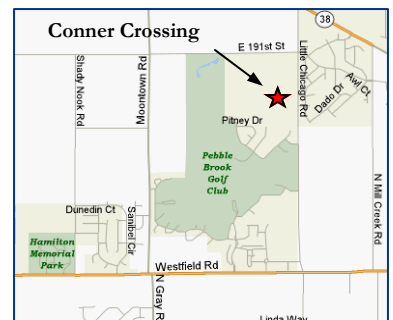 38
Conner Crossing
E 191st St
Shady Nook Rd
Moontown Rd
Little Chicago Rd
Awl Ct
Dado Dr
Pitney Dr
Pebble
Brook
Golf
Club
N Mill Creek Rd
Dunedin Ct
Sanibel Cir
Hamilton
Memorial
Park
Westfield Rd
N Gray R
Linda Way